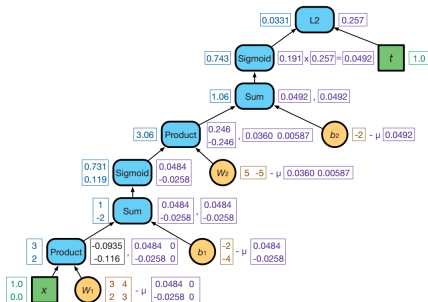 0.0331 L2 0.257
0.743 Sigmoid 0.191 x 0.257 = 0.0492 t 1.0
1.06 Sum 0.0492 , 0.0492
3.06 Product 0.246 -0.246 , 0.0360 0.00587 b₂ -2 - μ 0.0492
0.731 0.119 Sigmoid 0.0484 -0.0258 W₂ 5 -5 - μ 0.0360 0.00587
1 -2 Sum 0.0484 -0.0258 , 0.0484 -0.0258
3 2 Product -0.0935 -0.116 , 0.0484 0 -0.0258 0 b₁ -2 -4 - μ 0.0484 -0.0258
1.0 0.0 x W₁ 3 4 2 3 - μ 0.0484 0 -0.0258 0